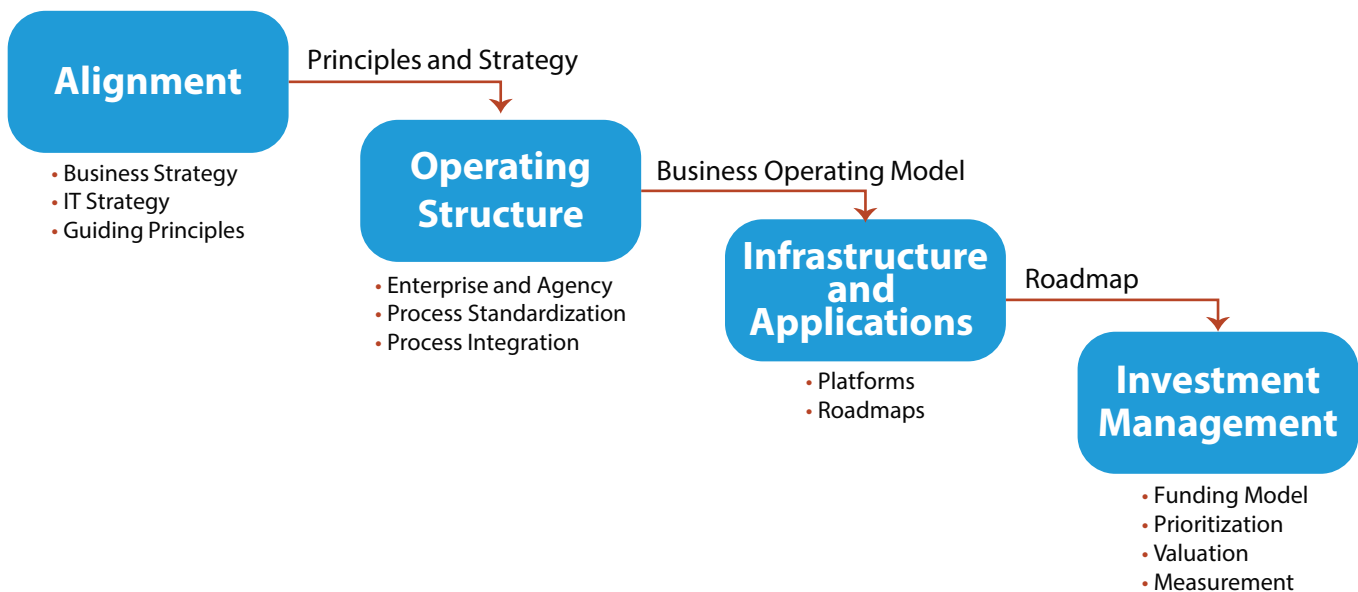 Alignment
• Business Strategy
• IT Strategy
• Guiding Principles
Principles and Strategy
Operating
Structure
• Enterprise and Agency
• Process Standardization
• Process Integration
Business Operating Model
Infrastructure
and
Applications
• Platforms
• Roadmaps
Roadmap
Investment
Management
• Funding Model
• Prioritization
• Valuation
• Measurement